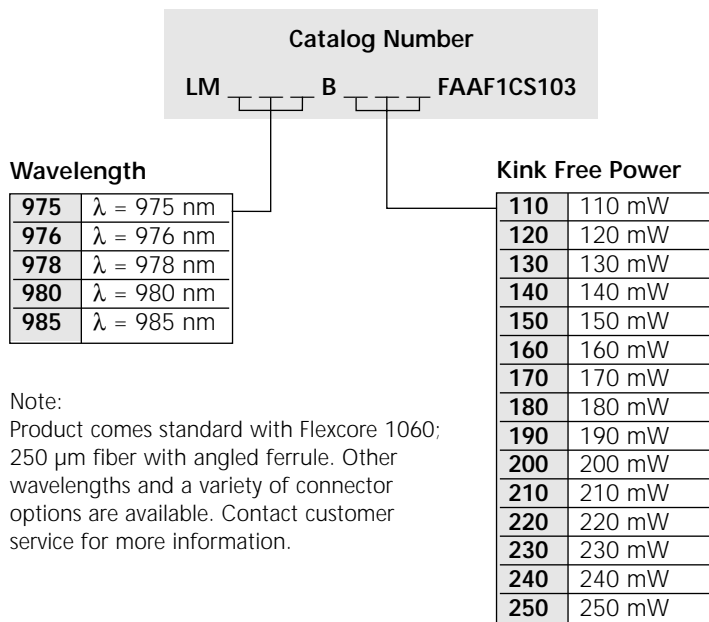 Catalog Number
LM _ _ _ B _ _ _ FAAF1CS103
Wavelength
975 λ = 975 nm
976 λ = 976 nm
978 λ = 978 nm
980 λ = 980 nm
985 λ = 985 nm
Note:
Product comes standard with Flexcore 1060;
250 µm fiber with angled ferrule. Other
wavelengths and a variety of connector
options are available. Contact customer
service for more information.
Kink Free Power
110 110 mW
120 120 mW
130 130 mW
140 140 mW
150 150 mW
160 160 mW
170 170 mW
180 180 mW
190 190 mW
200 200 mW
210 210 mW
220 220 mW
230 230 mW
240 240 mW
250 250 mW